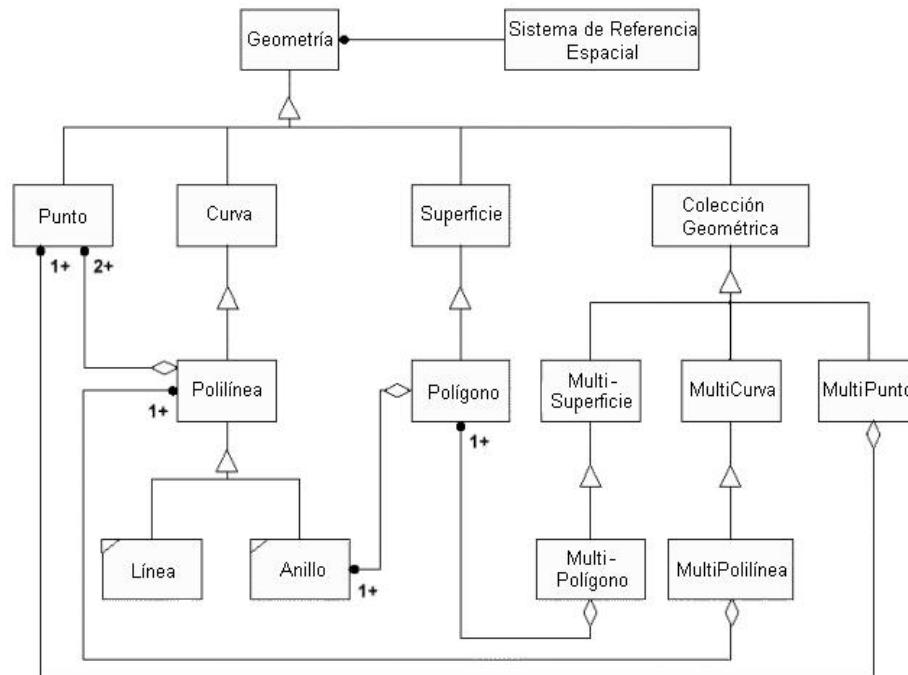 Geometría
Sistema de Referencia
Espacial
Punto
Curva
Superficie
Colección
Geométrica
1+
2+
Polilínea
1+
Polígono
1+
Multi-
Superficie
MultiCurva
MultiPunto
Línea
Anillo
1+
Multi-
Polígono
MultiPolilínea